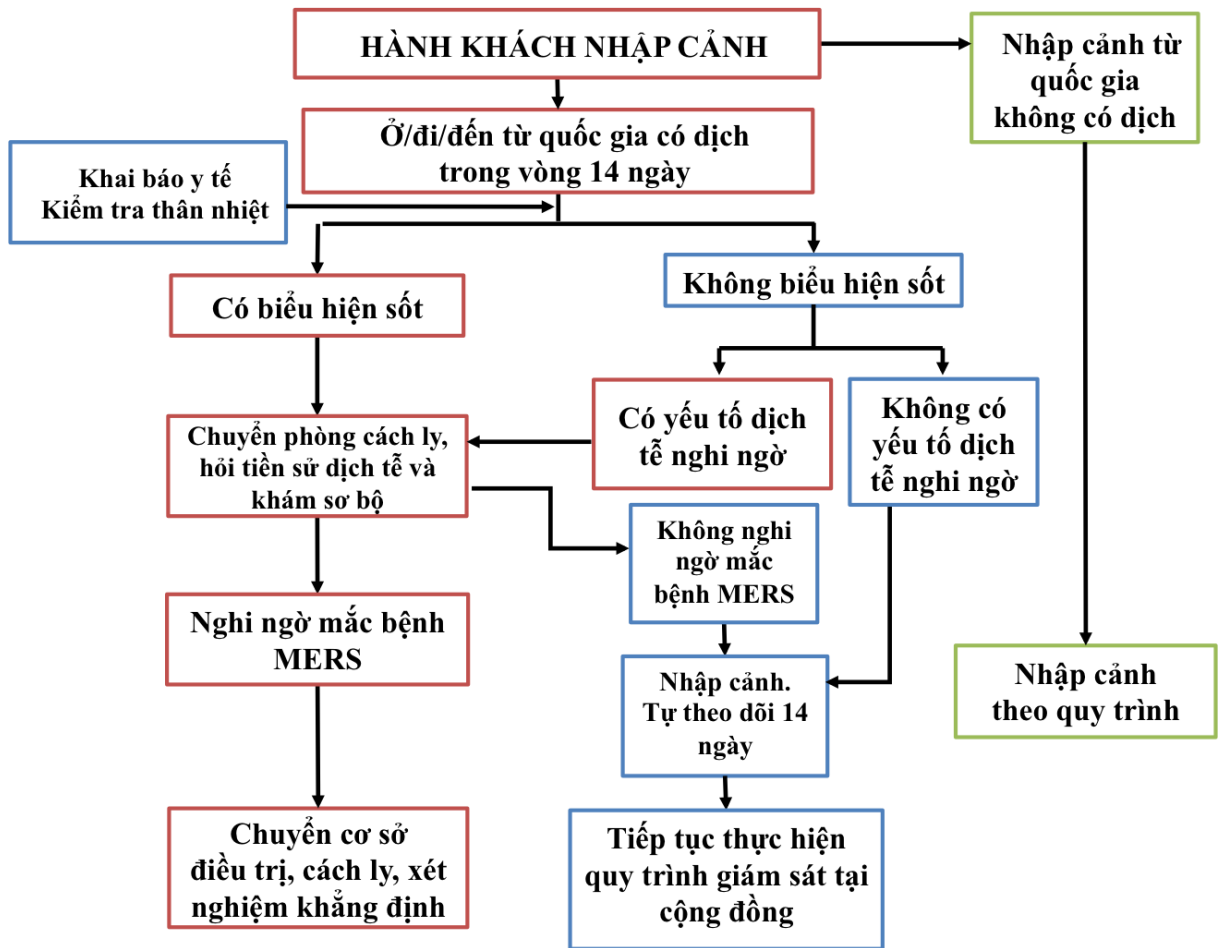 HÀNH KHÁCH NHẬP CẢNH
Nhập cảnh từ
quốc gia
không có dịch
Ở/đi/đến từ quốc gia có dịch
trong vòng 14 ngày
Khai báo y tế
Kiểm tra thân nhiệt
Có biểu hiện sốt
Không biểu hiện sốt
Chuyển phòng cách ly,
hỏi tiền sử dịch tễ và
khám sơ bộ
Có yếu tố dịch
tễ nghi ngờ
Không có
yếu tố dịch
tễ nghi ngờ
Không nghi
ngờ mắc
bệnh MERS
Nghi ngờ mắc bệnh
MERS
Nhập cảnh.
Tự theo dõi 14
ngày
Nhập cảnh
theo quy trình
Chuyển cơ sở
điều trị, cách ly, xét
nghiệm khẳng định
Tiếp tục thực hiện
quy trình giám sát tại
cộng đồng